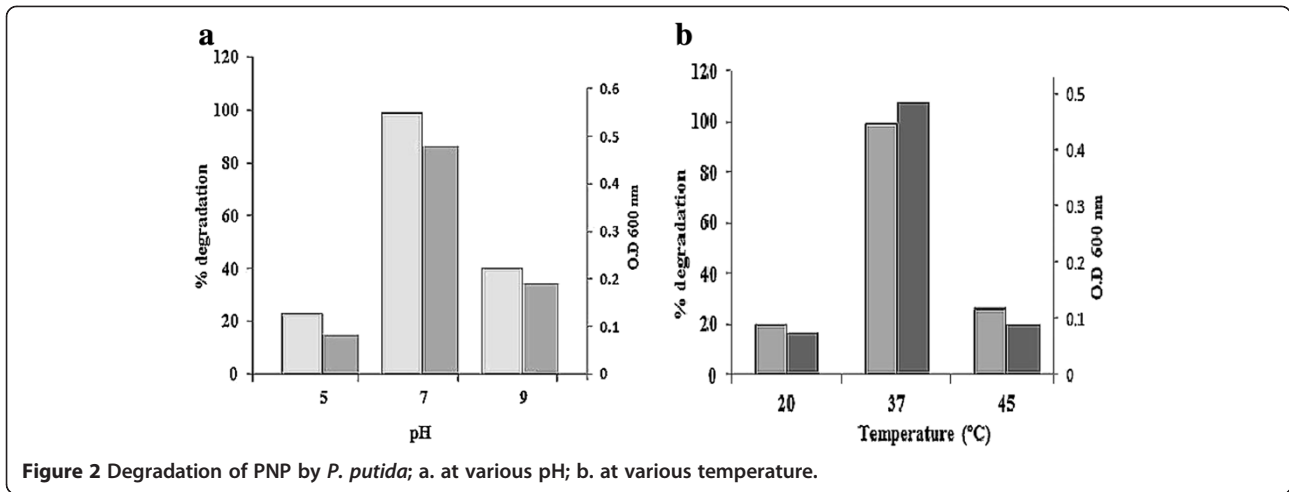 a
120
100
80
60
40
20
0
% degradation
0.6
0.5
0.4
0.3
0.2
0.1
0
O.D 600 nm
5 7 9
pH
b
120
100
80
60
40
20
0
% degradation
0.5
0.4
0.3
0.2
0.1
0
O.D 600 nm
20 37 45
Temperature (°C)
Figure 2 Degradation of PNP by P. putida; a. at various pH; b. at various temperature.